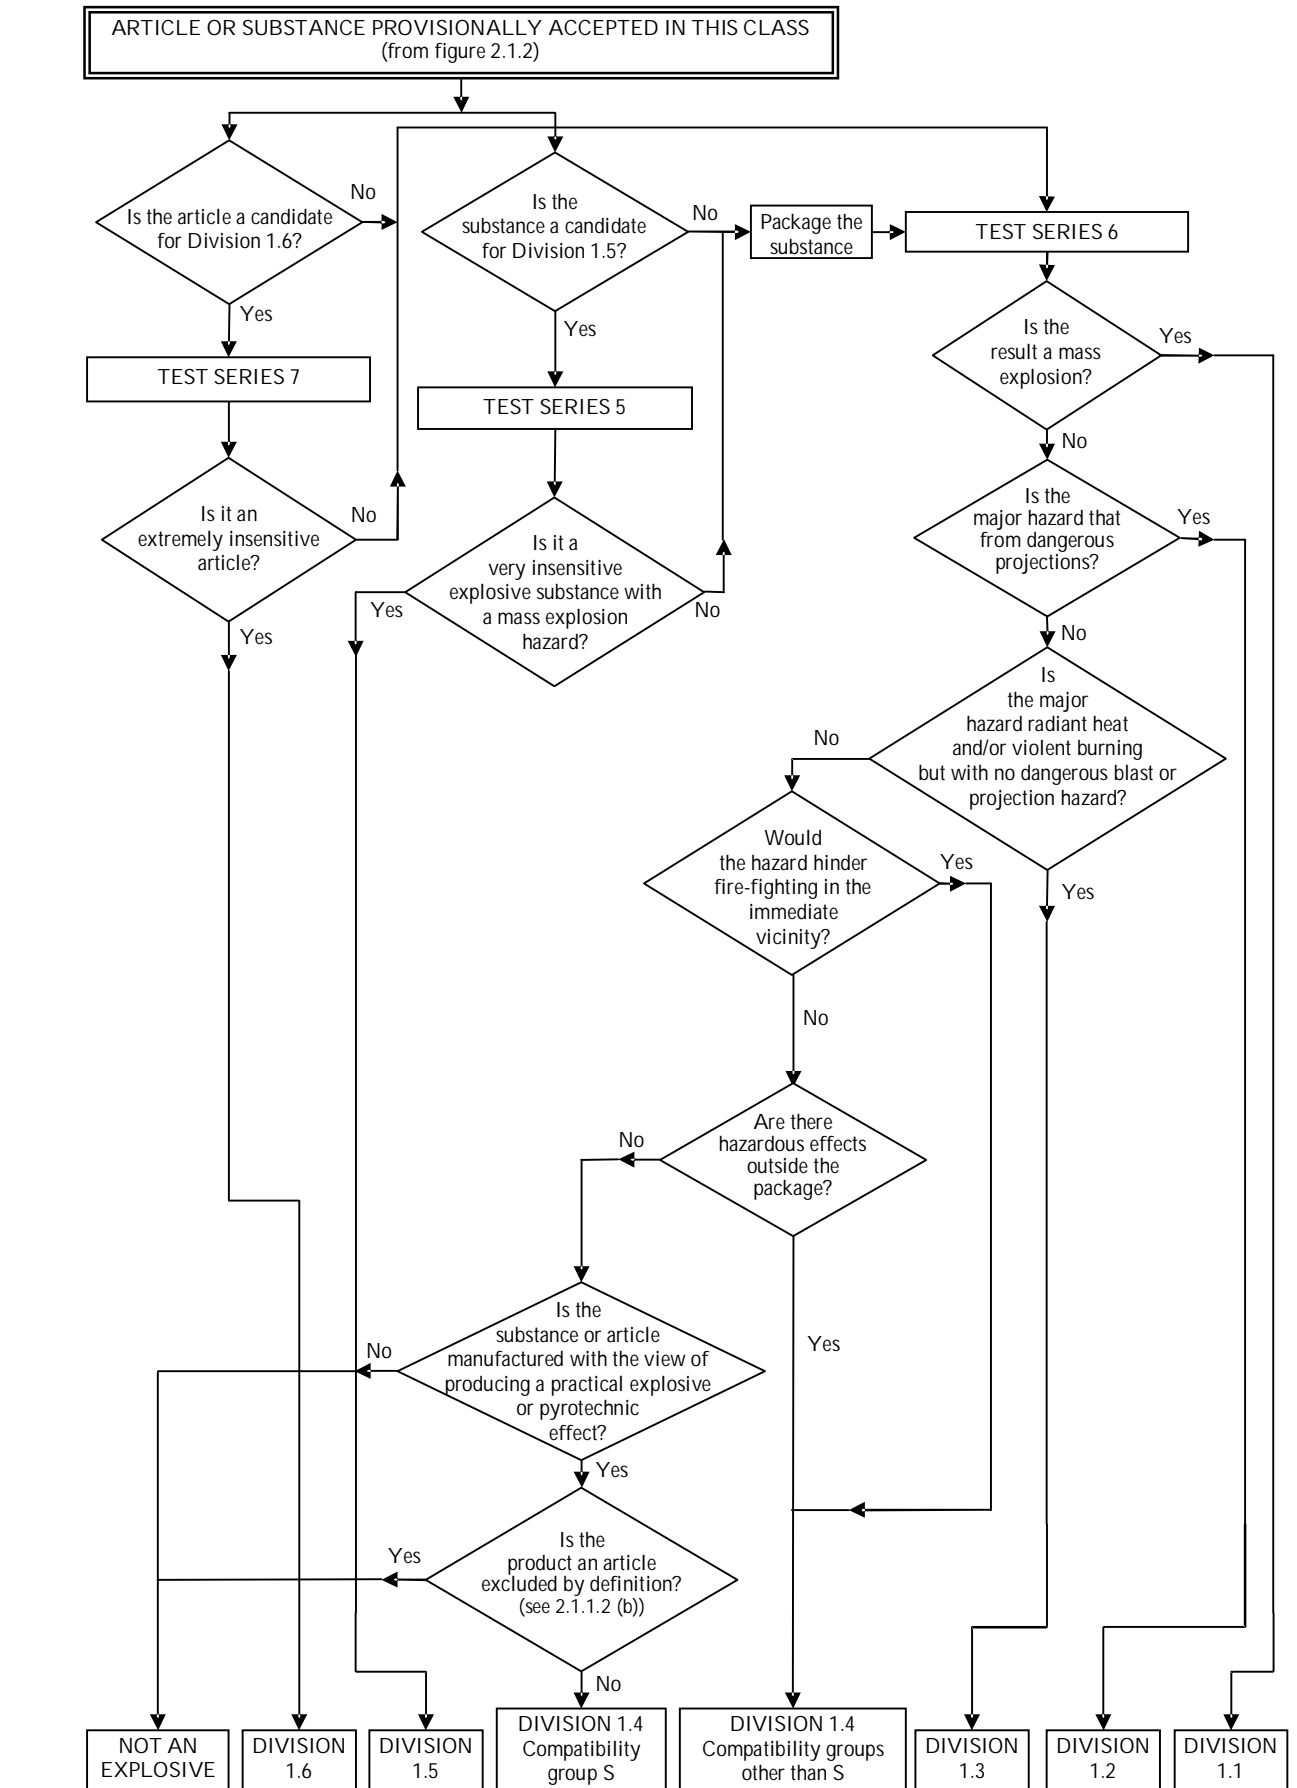 ARTICLE OR SUBSTANCE PROVISIONALLY ACCEPTED IN THIS CLASS
(from figure 2.1.2)
Is the article a candidate
for Division 1.6?
No
Yes
TEST SERIES 7
Is it an
extremely insensitive
article?
No
Yes
Is the
substance a candidate
for Division 1.5?
No
Yes
Package the
substance
TEST SERIES 5
Is it a
very insensitive
explosive substance with
a mass explosion
hazard?
Yes
No
TEST SERIES 6
Is the
result a mass
explosion?
Yes
No
Is the
major hazard that
from dangerous
projections?
Yes
No
Is
the major
hazard radiant heat
and/or violent burning
but with no dangerous blast or
projection hazard?
No
Yes
Would
the hazard hinder
fire-fighting in the
immediate
vicinity?
Yes
No
Are there
hazardous effects
outside the
package?
No
Yes
Is the
substance or article
manufactured with the view of
producing a practical explosive
or pyrotechnic
effect?
No
Yes
Is the
product an article
excluded by definition?
(see 2.1.1.2 (b))
Yes
No
NOT AN
EXPLOSIVE
DIVISION
1.6
DIVISION
1.5
DIVISION 1.4
Compatibility
group S
DIVISION 1.4
Compatibility groups
other than S
DIVISION
1.3
DIVISION
1.2
DIVISION
1.1